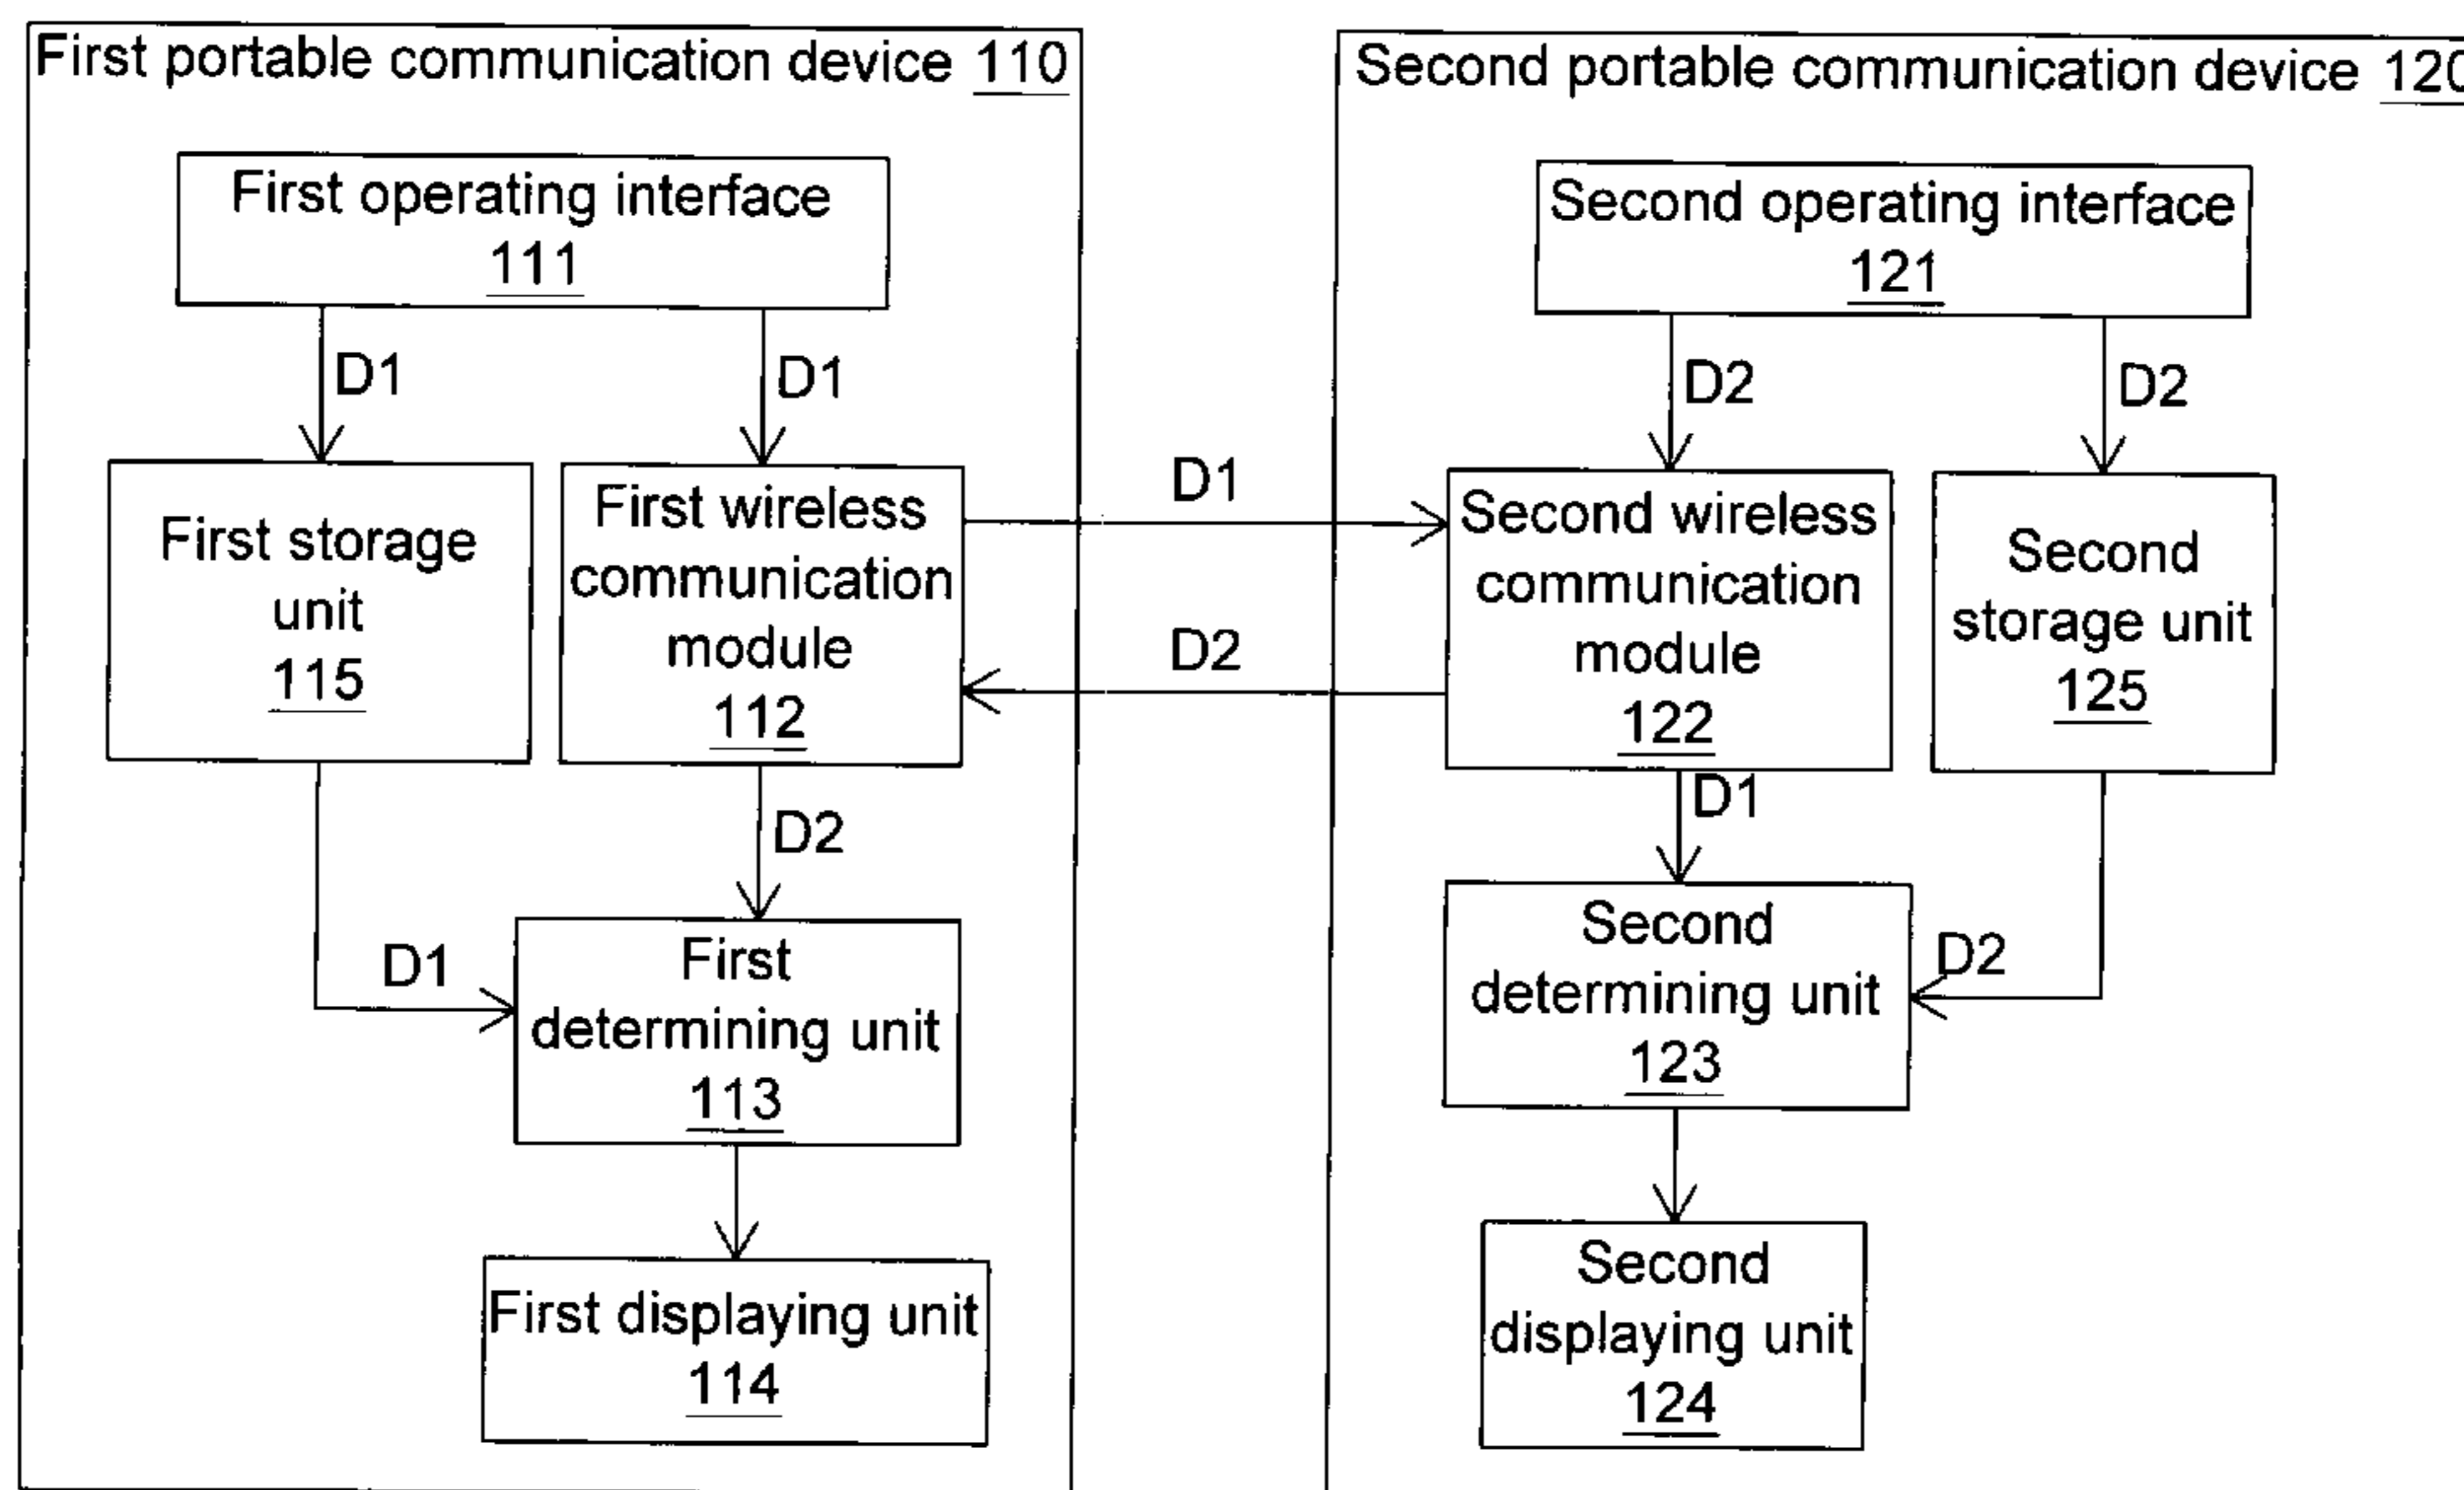 First portable communication device 110
First operating interface
111
D1
D1
First storage
unit
115
First wireless
communication
module
112
D1
D2
D2
D1
First
determining unit
113
First displaying unit
114
Second portable communication device 120
Second operating interface
121
D2
D2
Second wireless
communication
module
122
Second
storage unit
125
D1
D2
Second
determining unit
123
Second
displaying unit
124